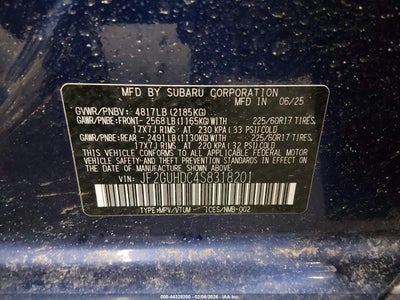 MFD BY SUBARU CORPORATION
06/25
GVWR/PNBV: 4817LB (2185KG)
GAWR/PNBE:FRONT-2568LB(1165KG)WITH 225/60R17 TIRES,
17X7J RIMS AT 230 KPA(33 PSI)COLD
GAWR/PNBE:REAR -2491LB(1130KG)WITH 225/60R17 TIRES,
17X7J RIMS AT 220 KPA(32 PSI)COLD
THIS VEHICLE CONFORMS TO ALL APPLICABLE FEDERAL MOTOR
VEHICLE SAFETY AND THEFT PREVENTION STANDARDS IN EFFECT
ON THE DATE OF MANUFACTURE SHOWN ABOVE.
VIN: JF2GUHDC4S8318201
TYPE:MPV/VTUM ICES/NMB-002
000-44329200 - 02/06/2026 - IAA Inc.